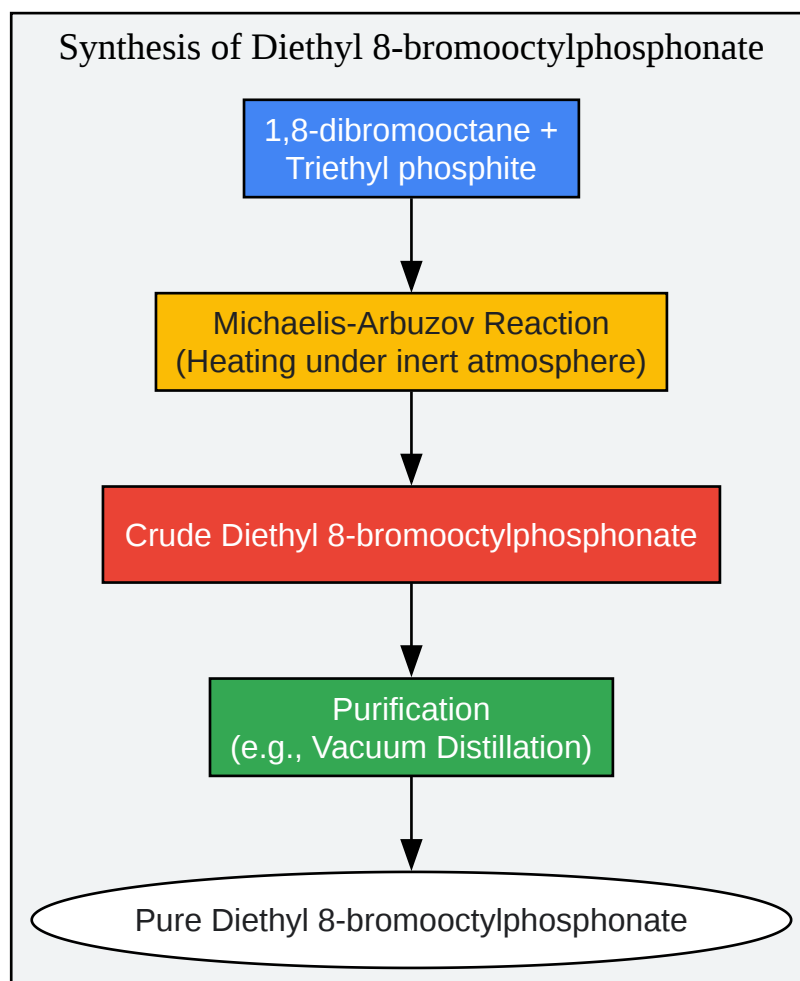 Synthesis of Diethyl 8-bromooctylphosphonate
1,8-dibromooctane +
Triethyl phosphite
Michaelis-Arbuzov Reaction
(Heating under inert atmosphere)
Crude Diethyl 8-bromooctylphosphonate
Purification
(e.g., Vacuum Distillation)
Pure Diethyl 8-bromooctylphosphonate